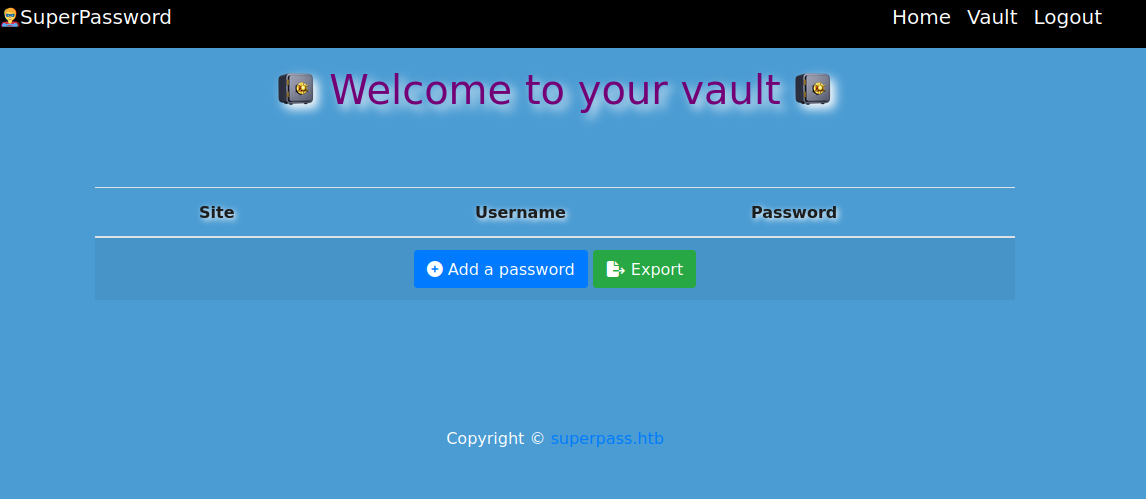 SuperPassword Home Vault Logout
Welcome to your vault
Site Username Password
Add a password Export
Copyright © superpass.htb